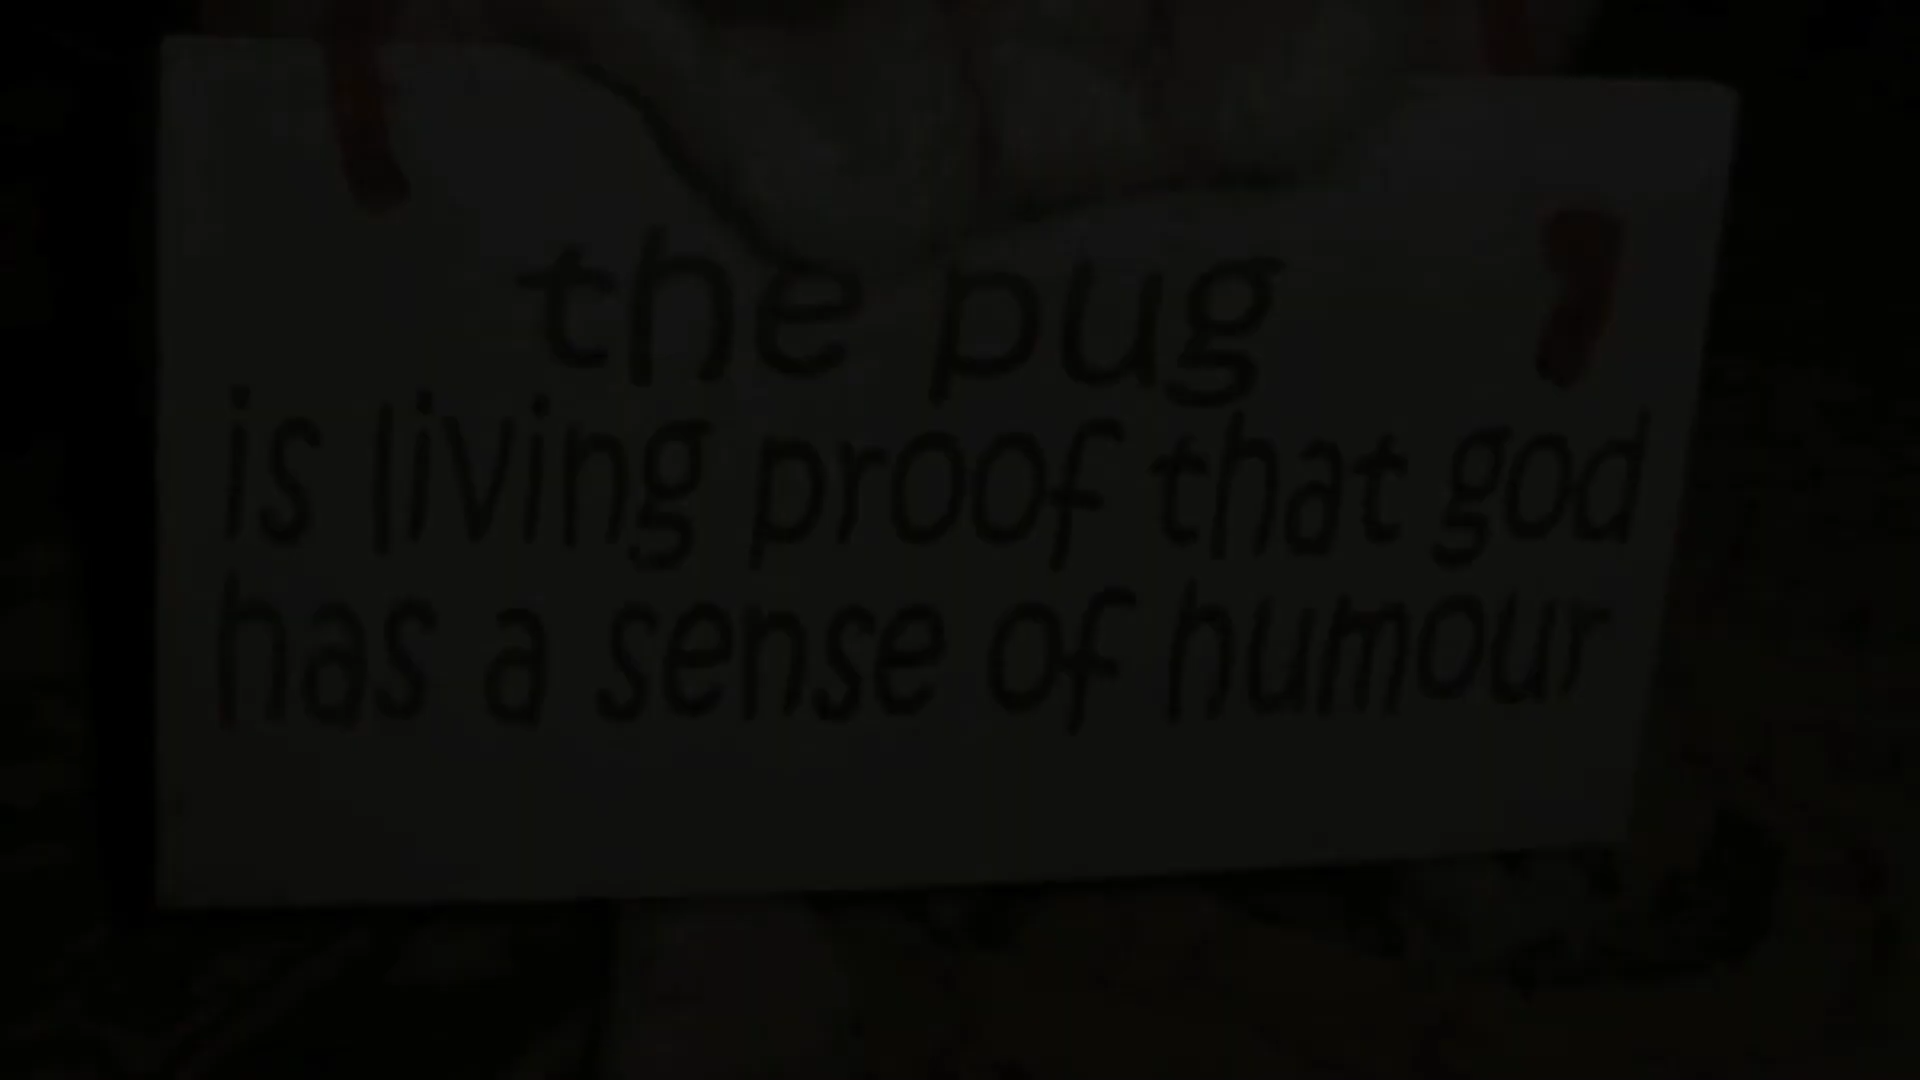 the pug
is living proof that god
has a sense of humour